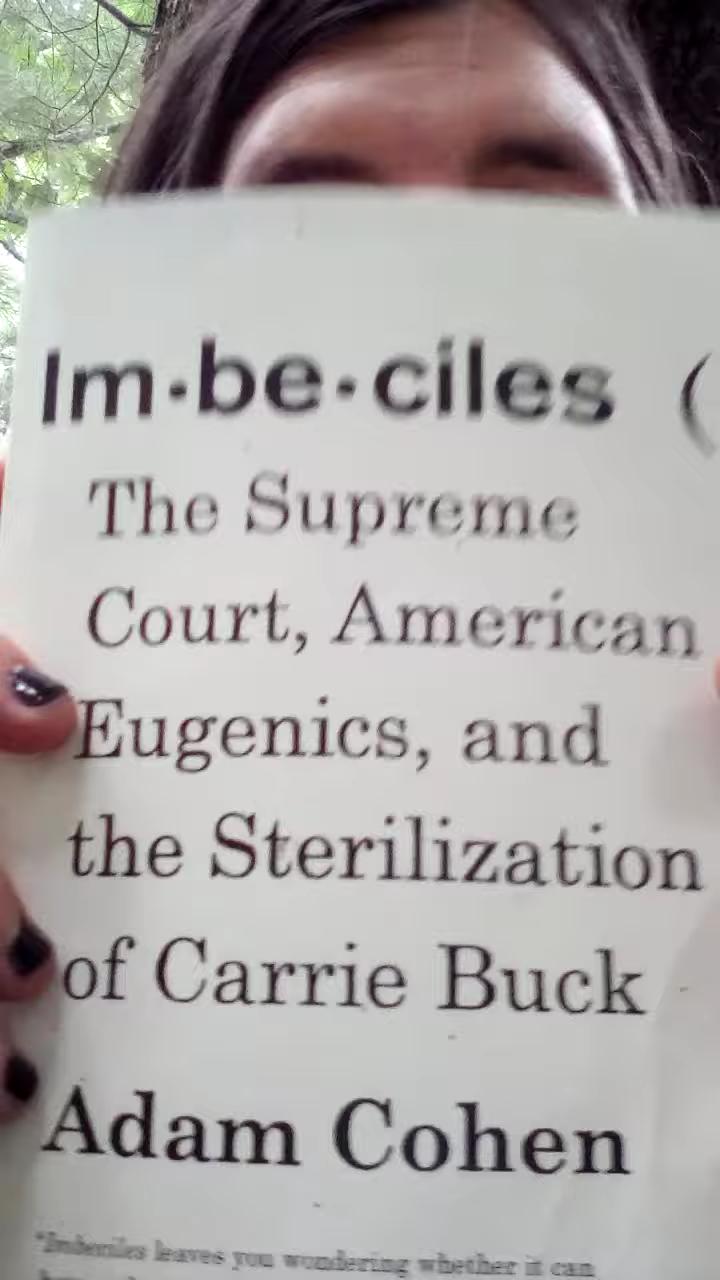 Im·be·ciles (
The Supreme
Court, American
Eugenics, and
the Sterilization
of Carrie Buck
Adam Cohen
"Imbeciles leaves you wondering whether it can